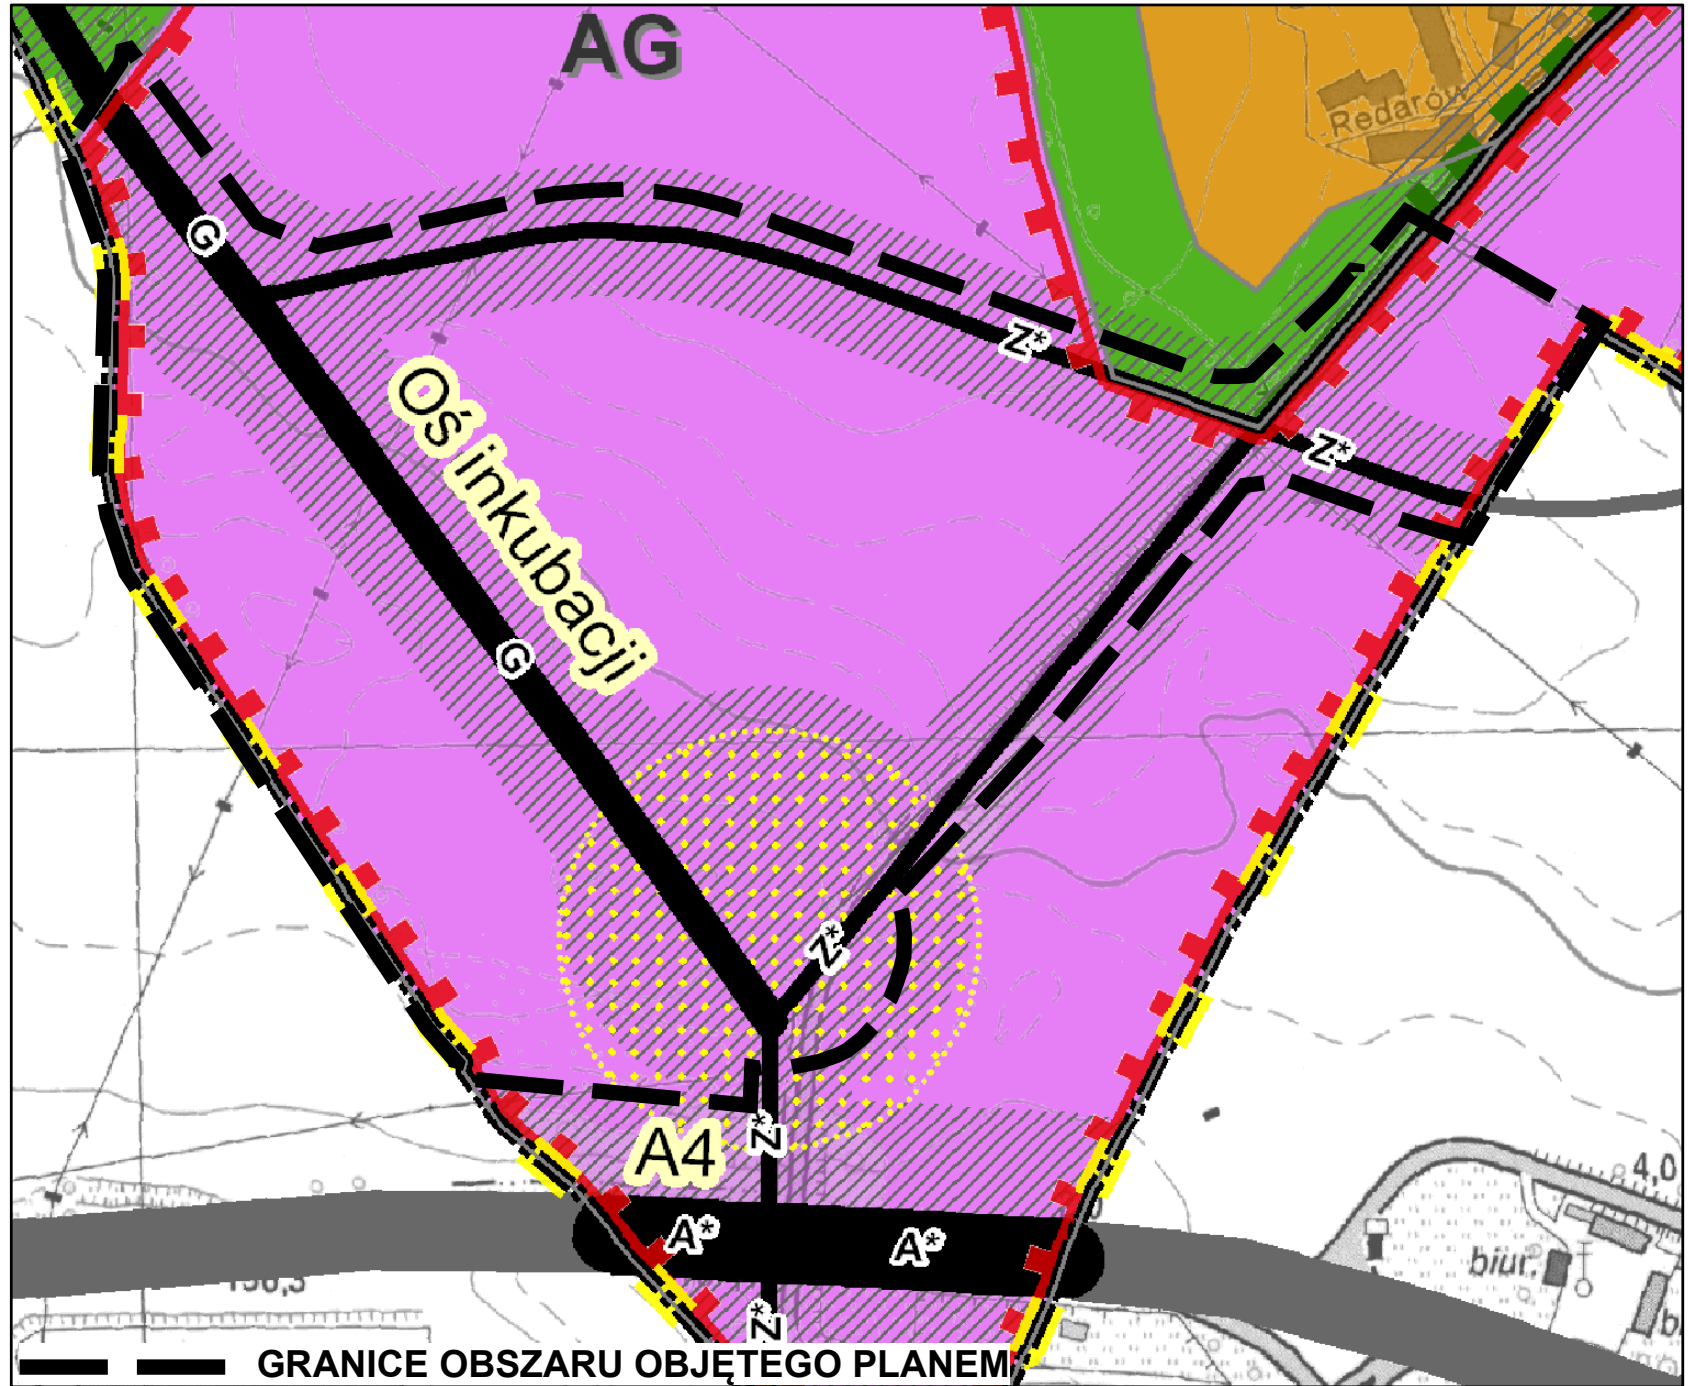 AG
Redarów
G
Z*
Oś inkubacji
Z*
G
Z*
Z*
A4
4,0
A*
A*
biur.
Z*
GRANICE OBSZARU OBJĘTEGO PLANEM